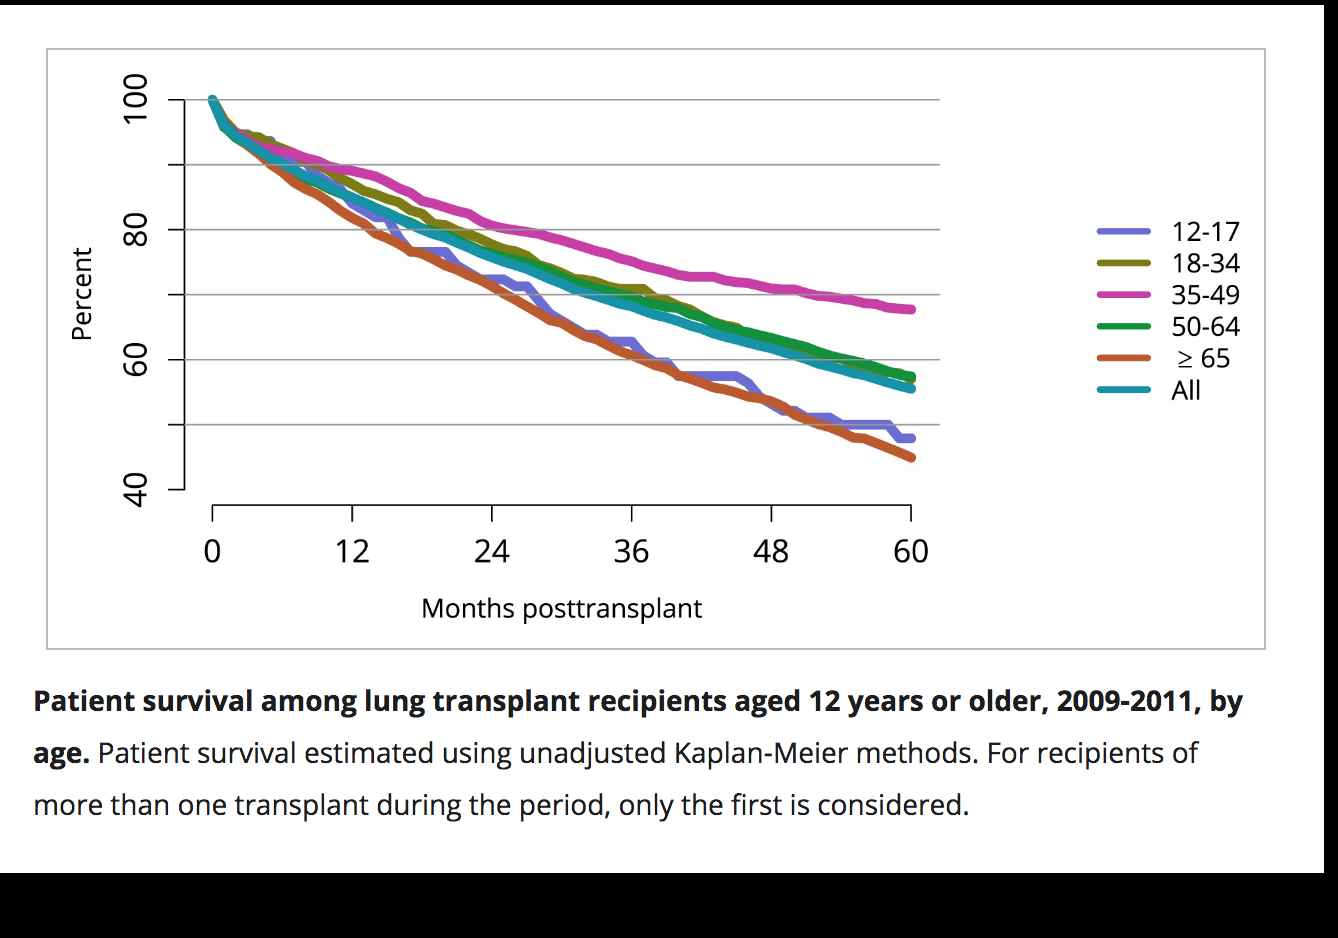 100
80
60
40
Percent
0 12 24 36 48 60
Months posttransplant
12-17
18-34
35-49
50-64
≥ 65
All
Patient survival among lung transplant recipients aged 12 years or older, 2009-2011, by
age. Patient survival estimated using unadjusted Kaplan-Meier methods. For recipients of
more than one transplant during the period, only the first is considered.